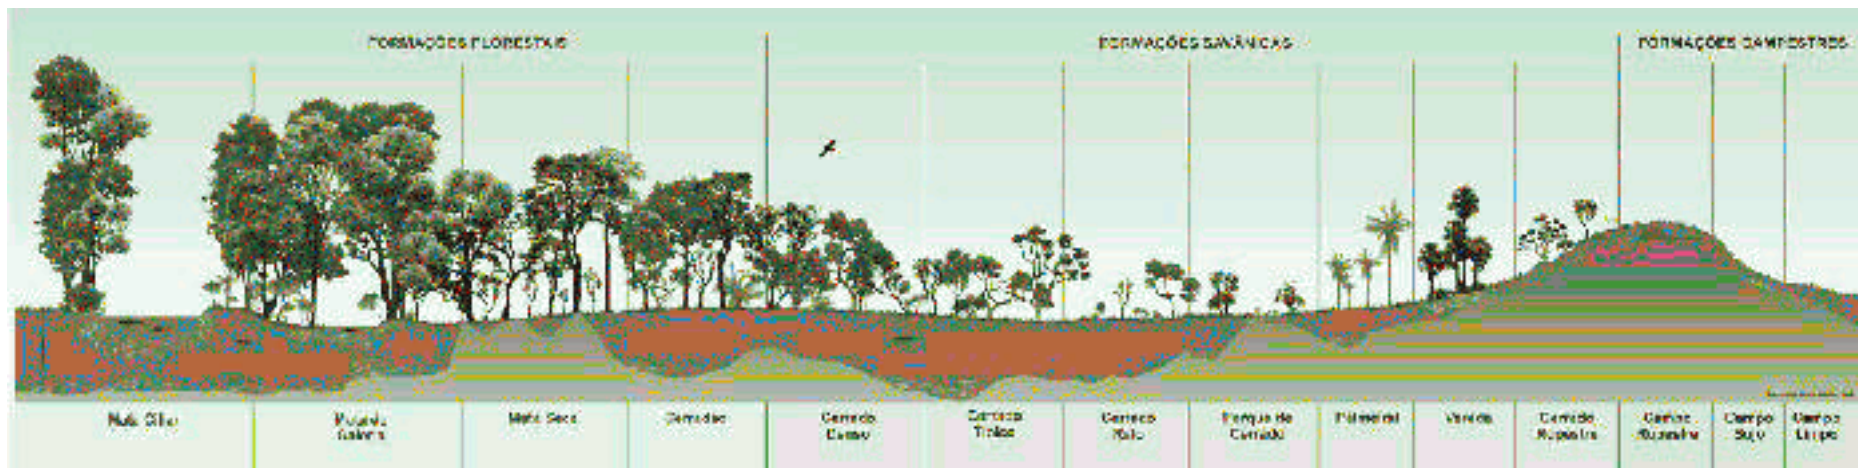 FORMAÇÕES FLORESTAIS
FORMAÇÕES SAVÂNICAS
FORMAÇÕES CAMPESTRES
Mata Ciliar
Mata de
Galeria
Mata Seca
Cerradão
Cerrado
Denso
Cerrado
Típico
Cerrado
Ralo
Parque de
Cerrado
Palmeiral
Vereda
Cerrado
Rupestre
Campo
Rupestre
Campo
Sujo
Campo
Limpo